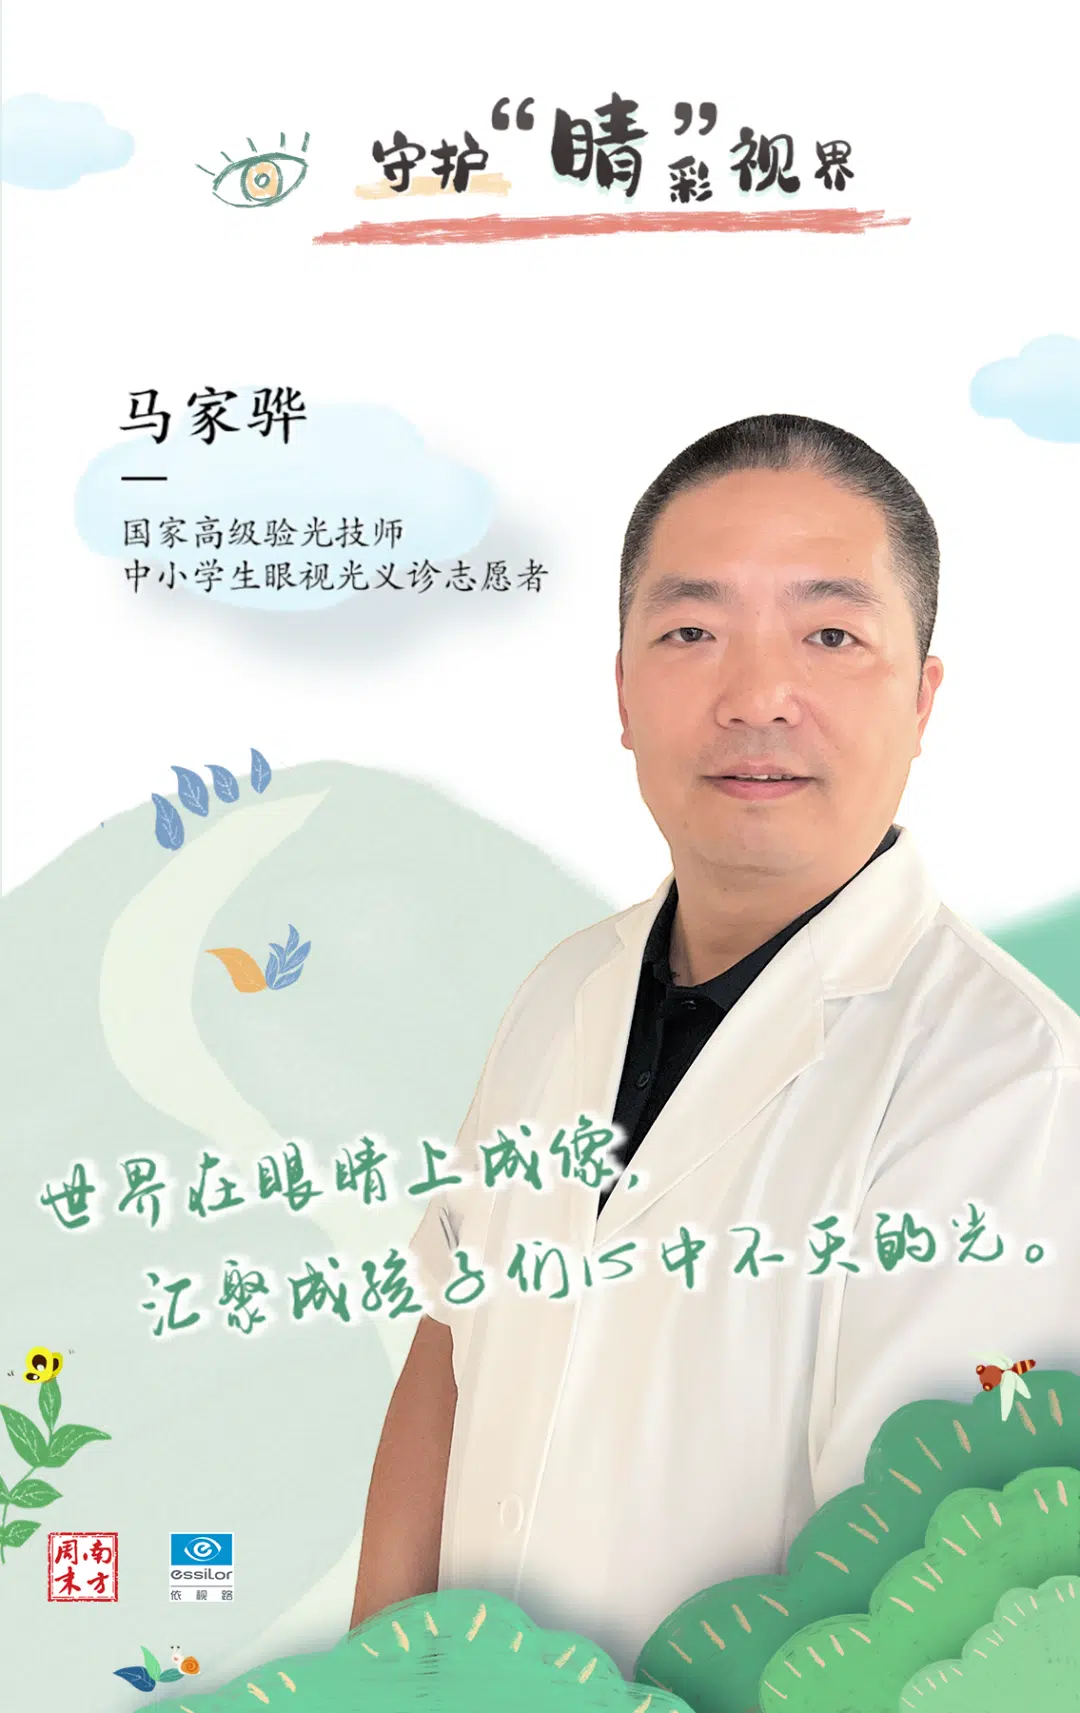 守护“睛”彩视界
马家骅
国家高级验光技师
中小学生眼视光义诊志愿者
世界在眼睛上成像，
汇聚成孩子们心中不灭的光。
南方周末
essilor
依视路